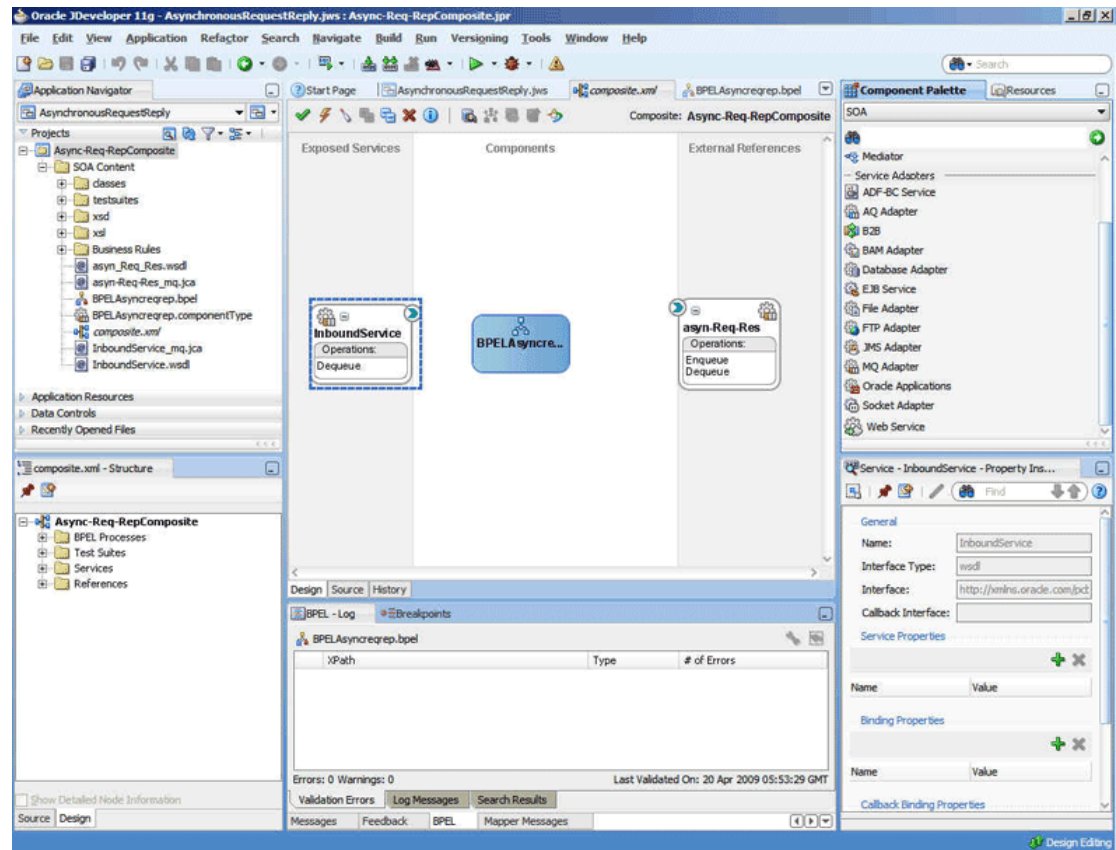 Oracle JDeveloper 11g - AsynchronousRequestReply.jws : Async-Req-RepComposite.jpr
File Edit View Application Refactor Search Navigate Build Run Versioning Tools Window Help
Search
Application Navigator
AsynchronousRequestReply
Projects
Async-Req-RepComposite
SOA Content
classes
testsuites
xsd
xsl
Business Rules
asyn_Req_Res.wsdl
asyn-Req-Res_mq.jca
BPELAsyncreqrep.bpel
BPELAsyncreqrep.componentType
composite.xml
InboundService_mq.jca
InboundService.wsdl
Application Resources
Data Controls
Recently Opened Files
composite.xml - Structure
Async-Req-RepComposite
BPEL Processes
Test Suites
Services
References
Show Detailed Node Information
Source Design
Start Page AsynchronousRequestReply.jws composite.xml BPELAsyncreqrep.bpel
Composite: Async-Req-RepComposite
Exposed Services Components External References
InboundService
Operations:
Dequeue
BPELAsyncre...
asyn-Req-Res
Operations:
Enqueue
Dequeue
Design Source History
BPEL - Log Breakpoints
BPELAsyncreqrep.bpel
XPath Type # of Errors
Errors: 0 Warnings: 0 Last Validated On: 20 Apr 2009 05:53:29 GMT
Validation Errors Log Messages Search Results
Messages Feedback BPEL Mapper Messages
Component Palette Resources
SOA
Mediator
Service Adapters
ADF-BC Service
AQ Adapter
B2B
BAM Adapter
Database Adapter
EJB Service
File Adapter
FTP Adapter
JMS Adapter
MQ Adapter
Oracle Applications
Socket Adapter
Web Service
Service - InboundService - Property Ins...
Find
General
Name: InboundService
Interface Type: wsdl
Interface: http://xmlns.oracle.com/pcb
Callback Interface:
Service Properties
Name Value
Binding Properties
Name Value
Callback Binding Properties
Design Editing